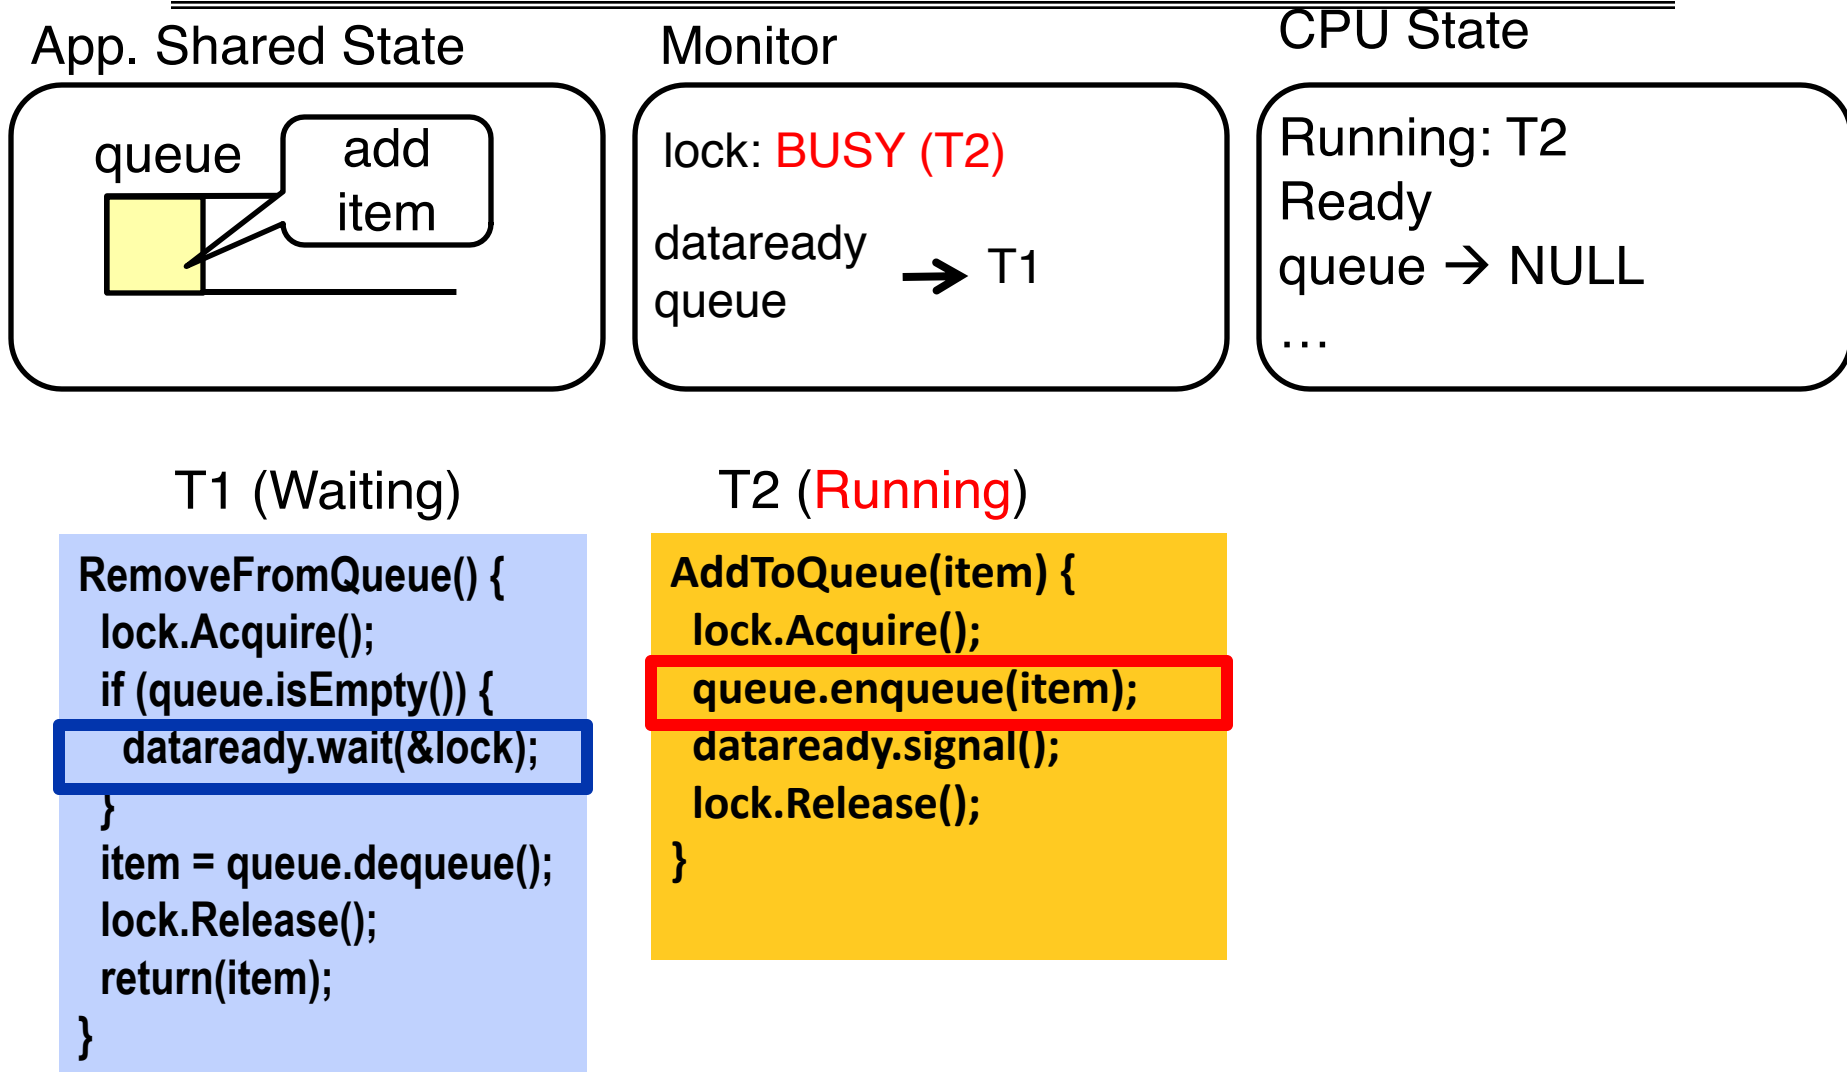 App. Shared State
queue
add
item
Monitor
lock: BUSY (T2)
dataready
queue
→ T1
CPU State
Running: T2
Ready
queue → NULL
…
T1 (Waiting)
RemoveFromQueue() {
lock.Acquire();
if (queue.isEmpty()) {
dataready.wait(&lock);
}
item = queue.dequeue();
lock.Release();
return(item);
}
T2 (Running)
AddToQueue(item) {
lock.Acquire();
queue.enqueue(item);
dataready.signal();
lock.Release();
}